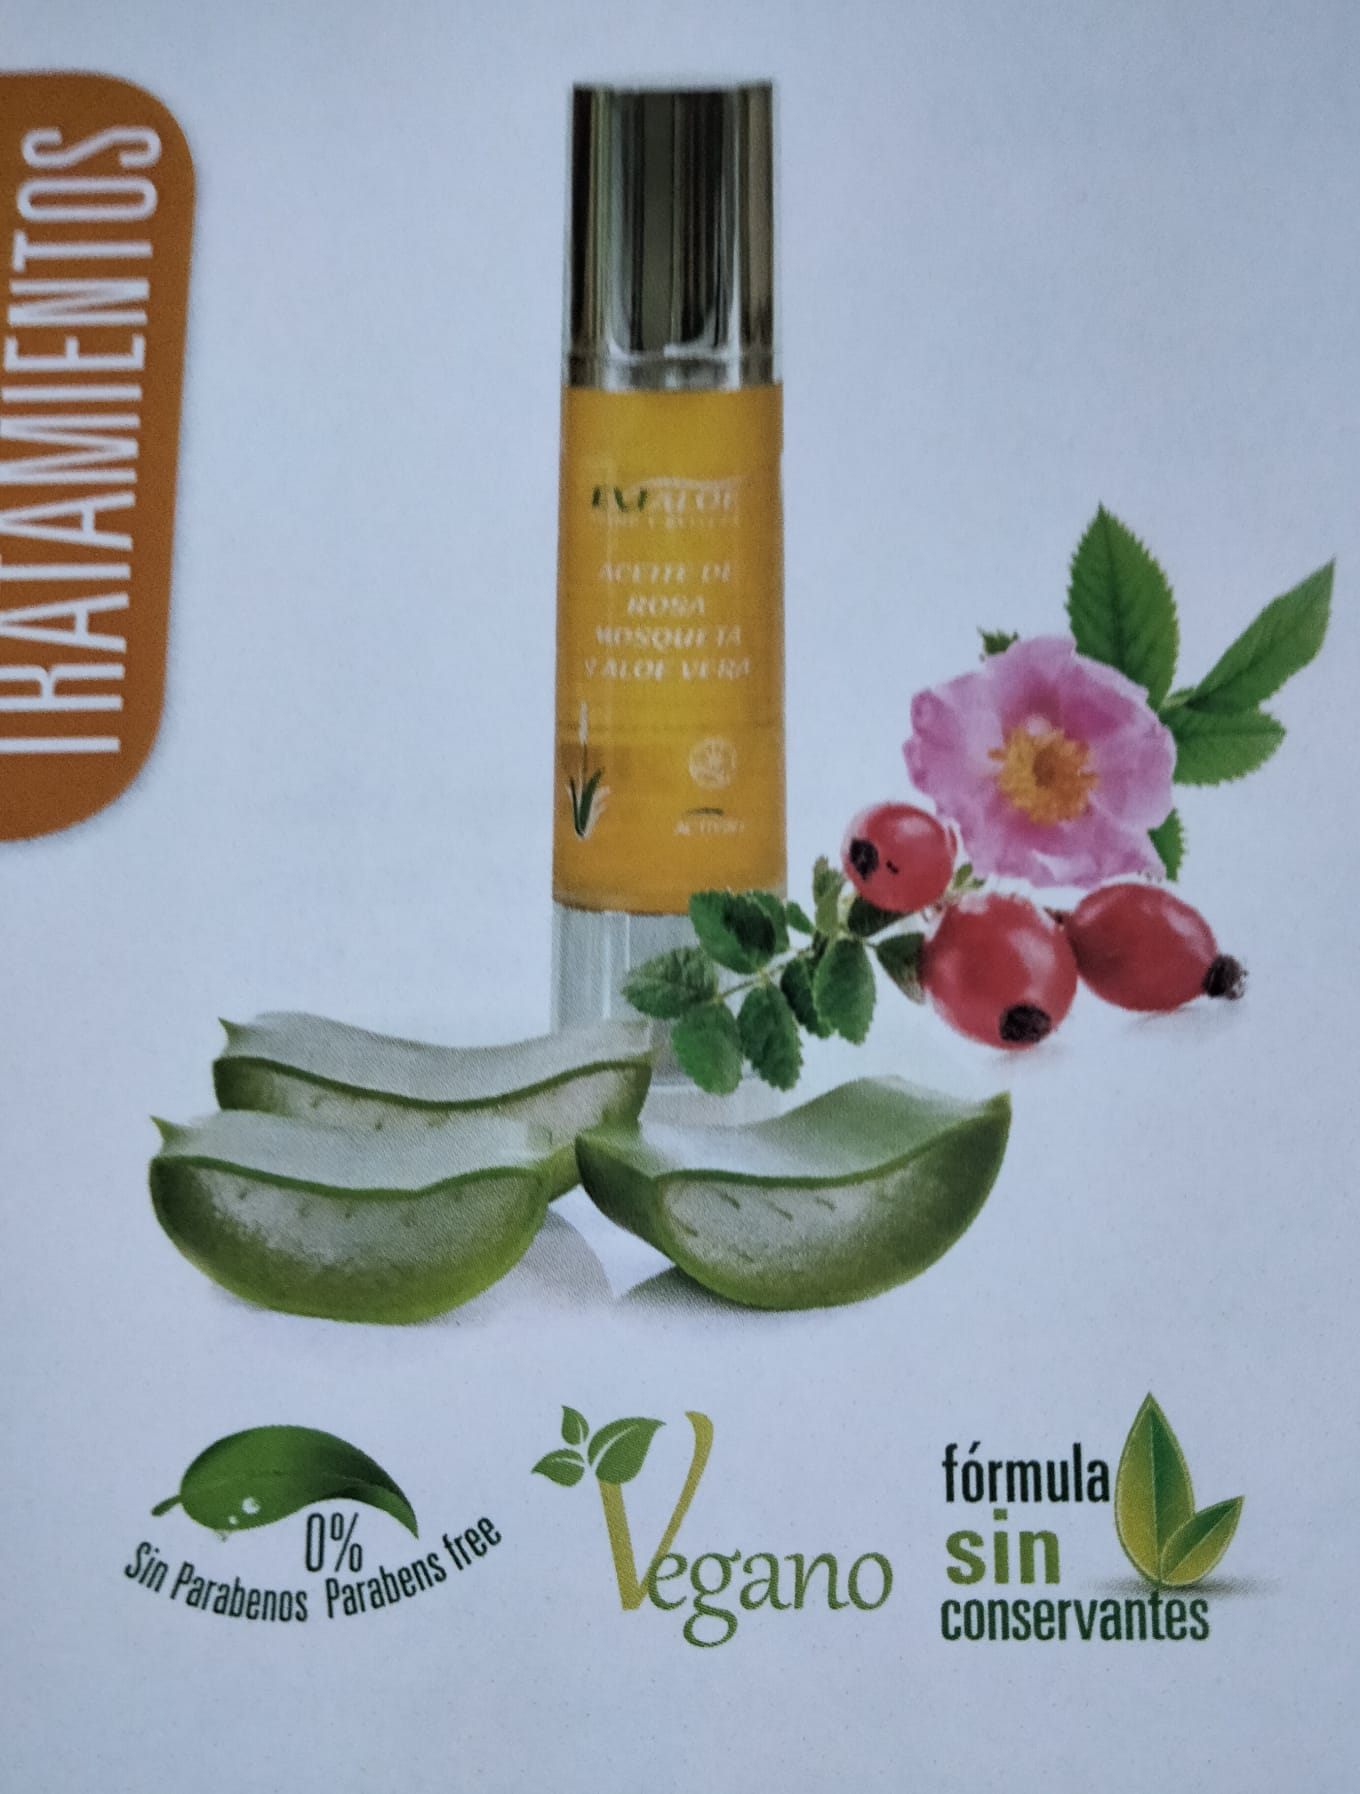 TRATAMIENTOS
ACEITE DE
ROSA
MOSQUETA
Y ALOE VERA
0%
Sin Parabenos Parabens free
Vegano
fórmula
sin
conservantes